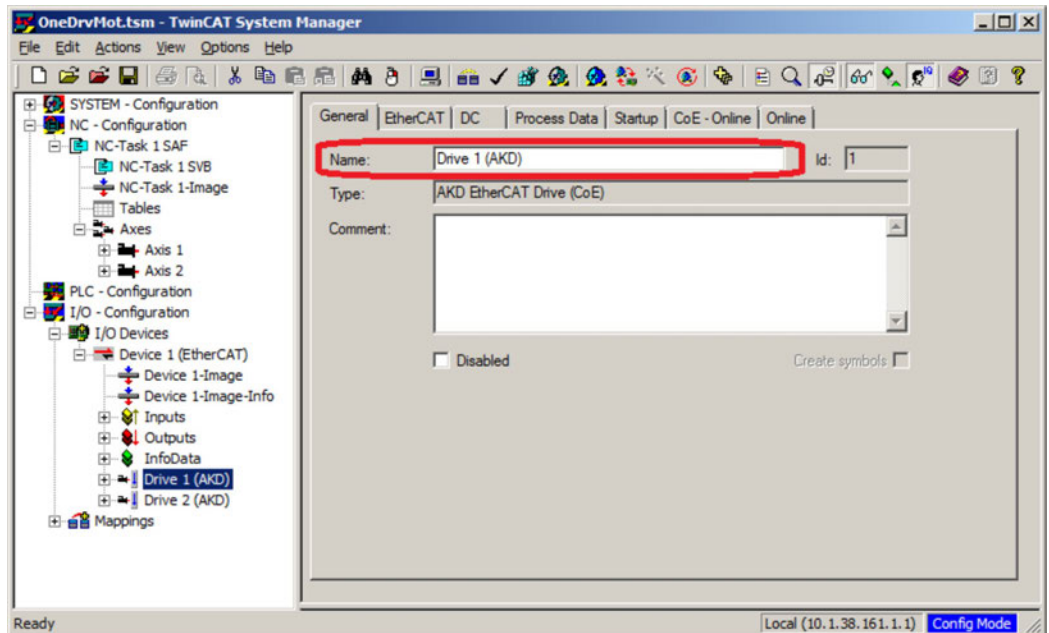 OneDrvMot.tsm - TwinCAT System Manager
File Edit Actions View Options Help
SYSTEM - Configuration
NC - Configuration
NC-Task 1 SAF
NC-Task 1 SVB
NC-Task 1-Image
Tables
Axes
Axis 1
Axis 2
PLC - Configuration
I/O - Configuration
I/O Devices
Device 1 (EtherCAT)
Device 1-Image
Device 1-Image-Info
Inputs
Outputs
InfoData
Drive 1 (AKD)
Drive 2 (AKD)
Mappings
General EtherCAT DC Process Data Startup CoE - Online Online
Name: Drive 1 (AKD) Id: 1
Type: AKD EtherCAT Drive (CoE)
Comment:
Disabled Create symbols
Ready Local (10.1.38.161.1.1) Config Mode